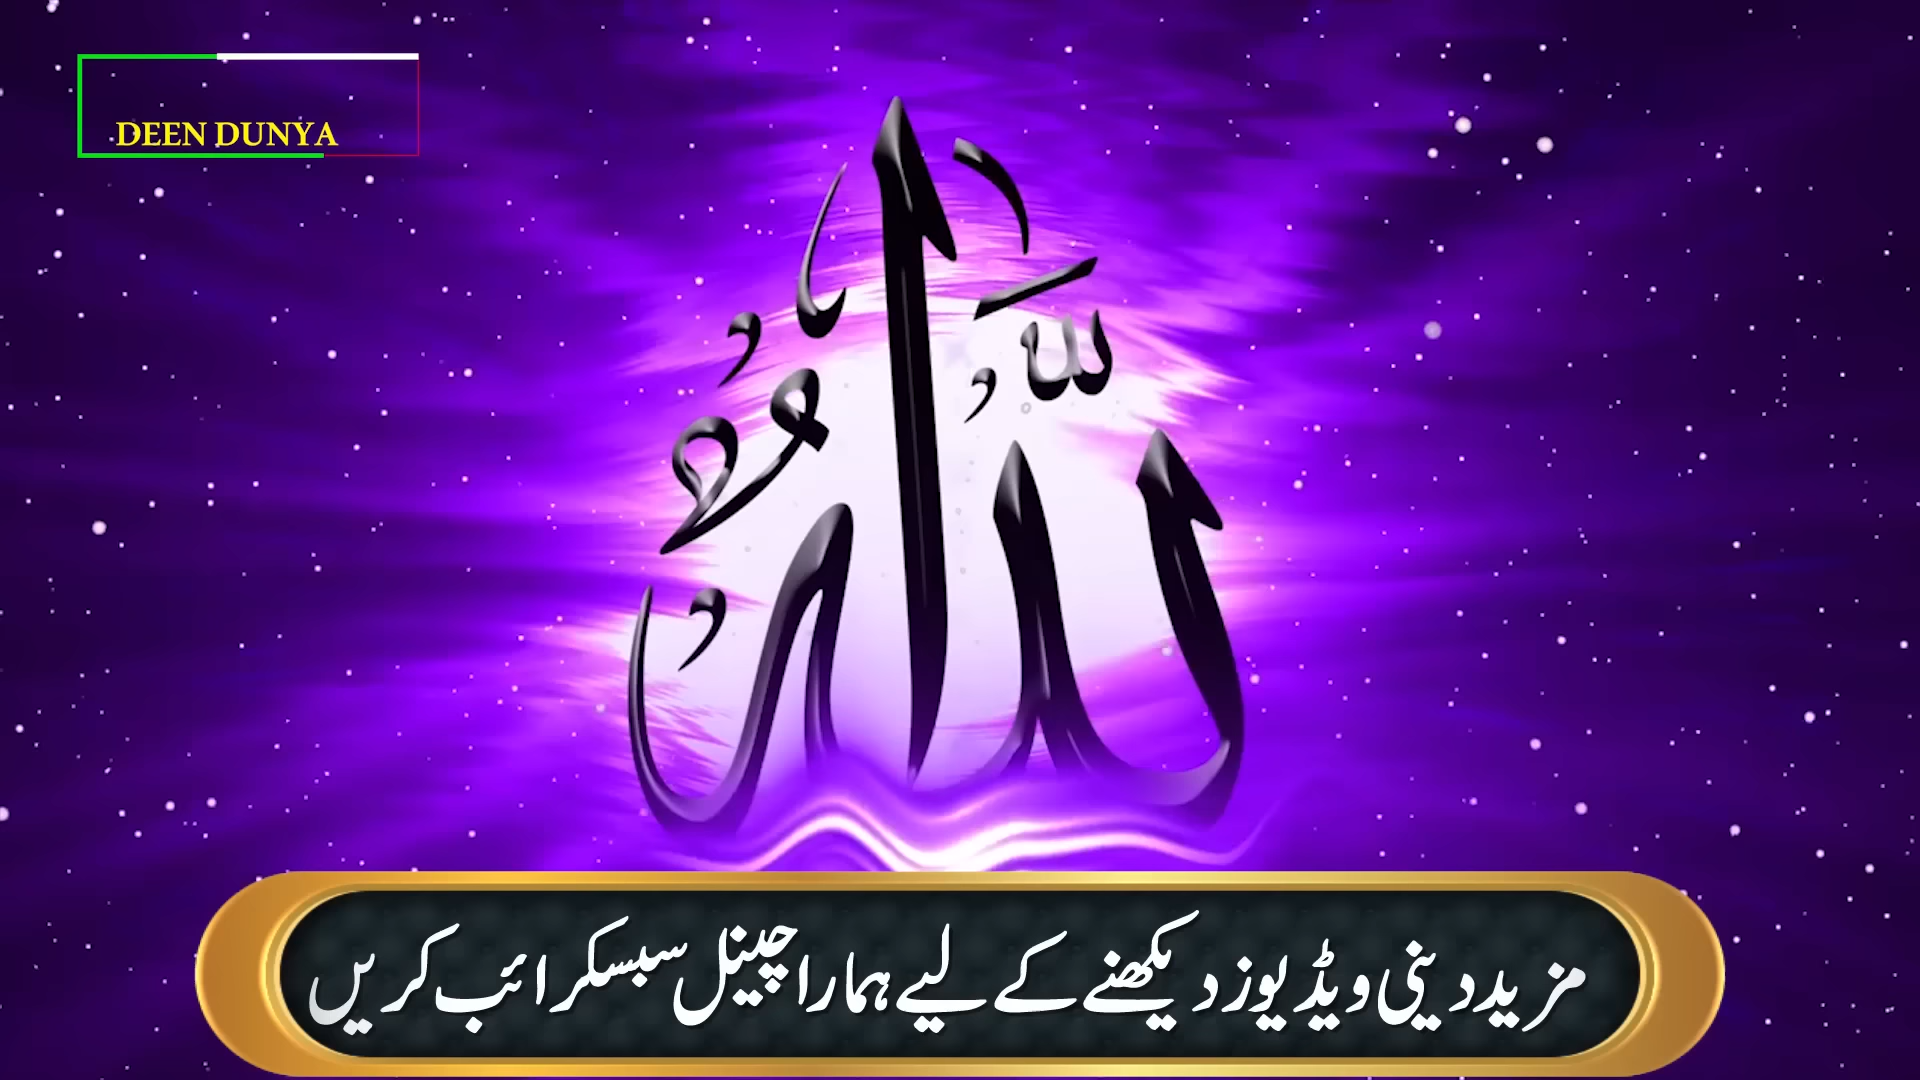 DEEN DUNYA
الله
مزید دینی ویڈیوز دیکھنے کے لیے ہمارا چینل سبسکرائب کریں